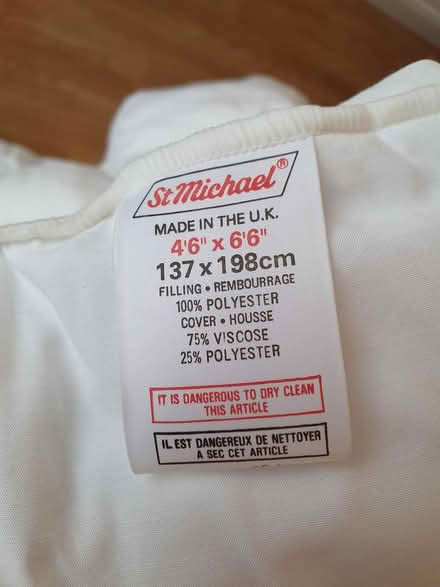 St Michael®
MADE IN THE U.K.
4'6" x 6'6"
137 x 198cm
FILLING • REMBOURRAGE
100% POLYESTER
COVER • HOUSSE
75% VISCOSE
25% POLYESTER
IT IS DANGEROUS TO DRY CLEAN
THIS ARTICLE
IL EST DANGEREUX DE NETTOYER
A SEC CET ARTICLE